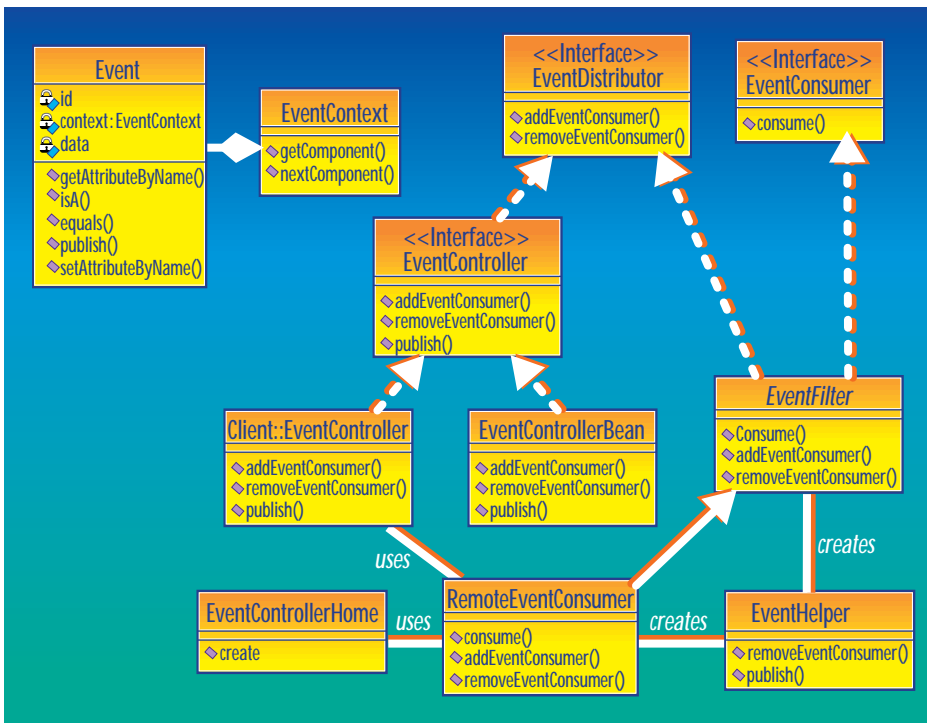 Event
id
context:EventContext
data
getAttributeByName()
isA()
equals()
publish()
setAttributeByName()
EventContext
getComponent()
nextComponent()
<<Interface>>
EventDistributor
addEventConsumer()
removeEventConsumer()
<<Interface>>
EventConsumer
consume()
<<Interface>>
EventController
addEventConsumer()
removeEventConsumer()
publish()
Client::EventController
addEventConsumer()
removeEventConsumer()
publish()
EventControllerBean
addEventConsumer()
removeEventConsumer()
publish()
EventFilter
Consume()
addEventConsumer()
removeEventConsumer()
uses
creates
EventControllerHome
create
uses
RemoteEventConsumer
consume()
addEventConsumer()
removeEventConsumer()
creates
EventHelper
removeEventConsumer()
publish()